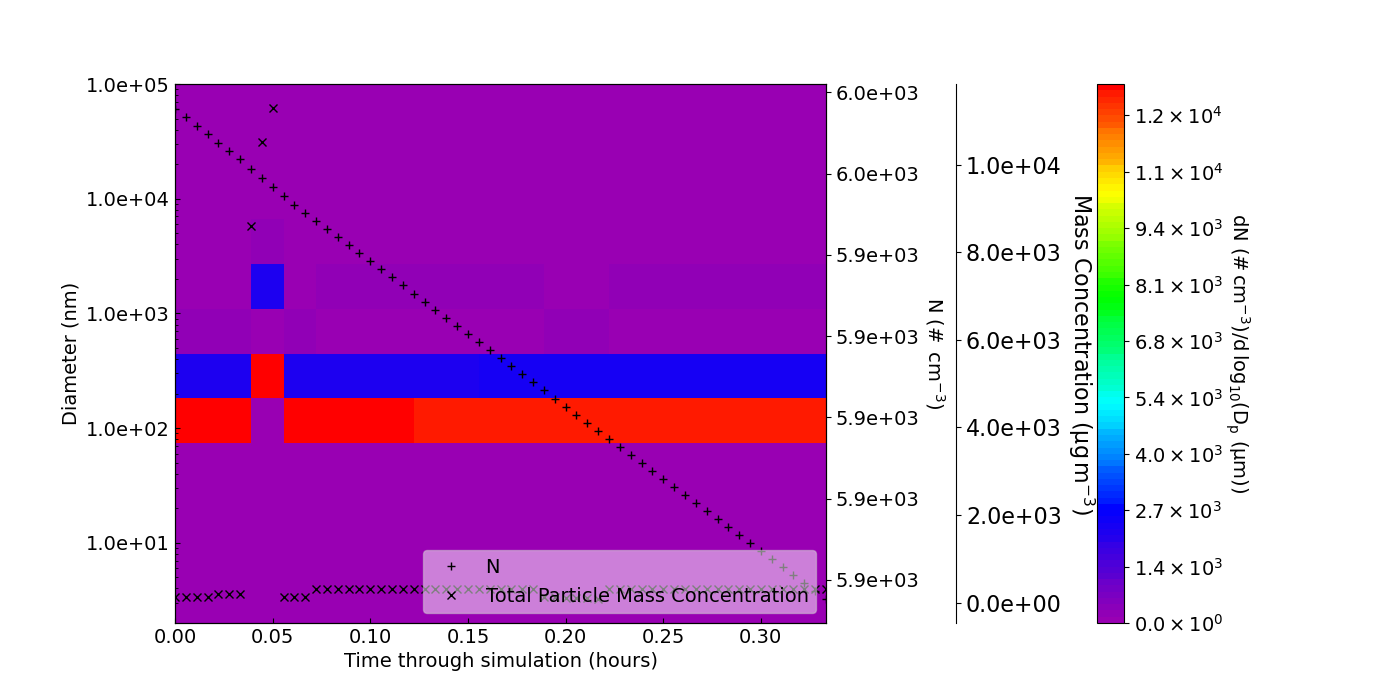 1.0e+05
1.0e+04
1.0e+03
1.0e+02
1.0e+01
Diameter (nm)
0.00 0.05 0.10 0.15 0.20 0.25 0.30
Time through simulation (hours)
N
Total Particle Mass Concentration
6.0e+03
6.0e+03
5.9e+03
5.9e+03
5.9e+03
5.9e+03
5.9e+03
N (# cm⁻³)
1.0e+04
8.0e+03
6.0e+03
4.0e+03
2.0e+03
0.0e+00
Mass Concentration (µg m⁻³)
1.2 × 10⁴
1.1 × 10⁴
9.4 × 10³
8.1 × 10³
6.8 × 10³
5.4 × 10³
4.0 × 10³
2.7 × 10³
1.4 × 10³
0.0 × 10⁰
dN (# cm⁻³)/d log₁₀(Dₚ (µm))